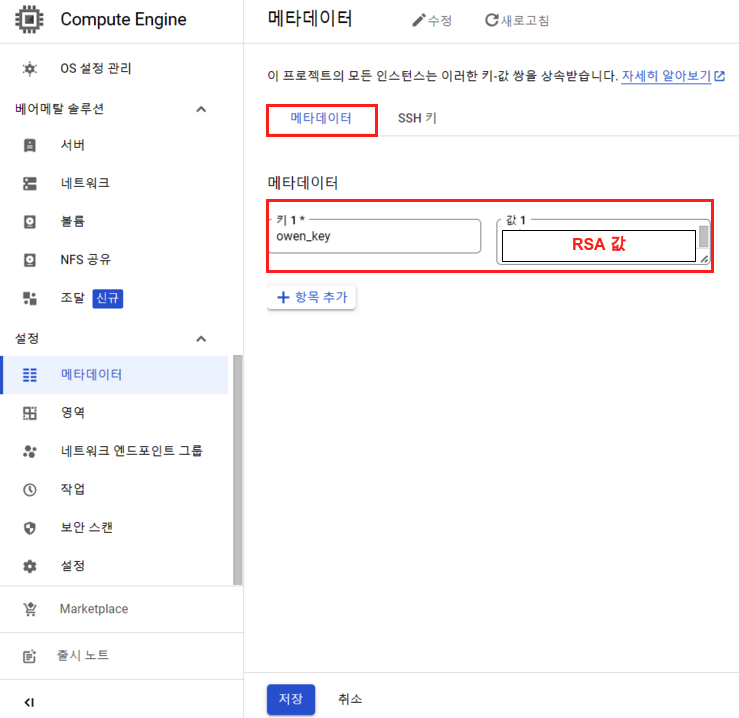 Compute Engine
OS 설정 관리
베어메탈 솔루션
서버
네트워크
볼륨
NFS 공유
조달 신규
설정
메타데이터
영역
네트워크 엔드포인트 그룹
작업
보안 스캔
설정
Marketplace
출시 노트
메타데이터 수정 새로고침
이 프로젝트의 모든 인스턴스는 이러한 키-값 쌍을 상속받습니다. 자세히 알아보기
메타데이터 SSH 키
메타데이터
키 1 * 값 1
owen_key RSA 값
+ 항목 추가
저장 취소